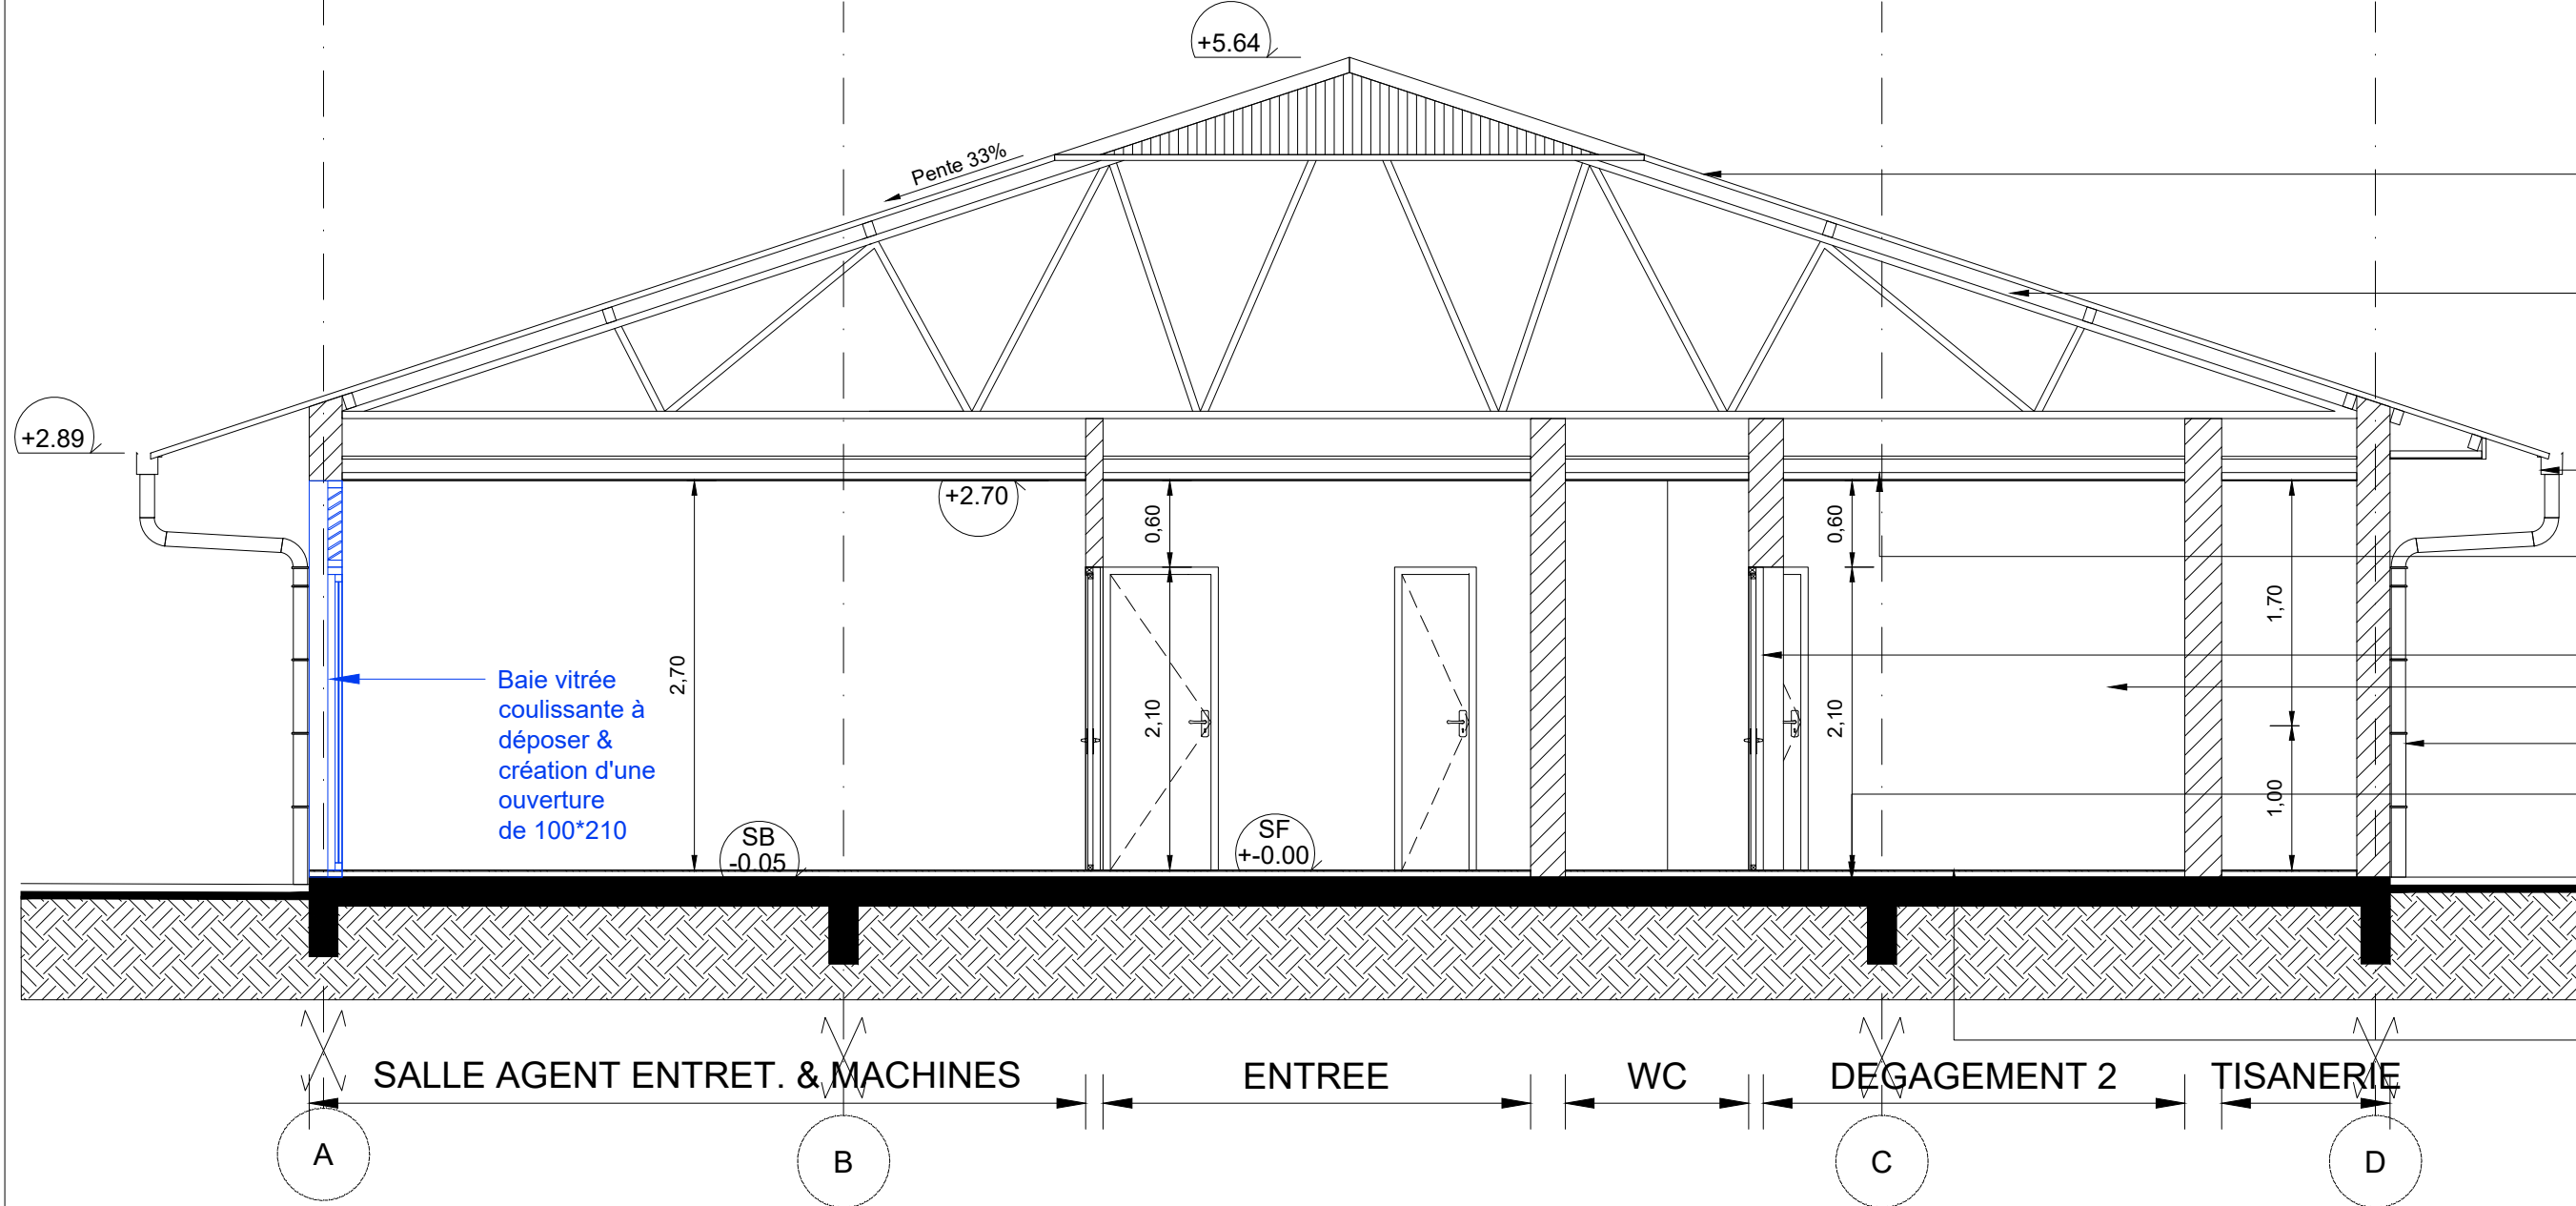 +5.64
Pente 33%
+2.89
+2.70
0,60
0,60
1,70
2,70
Baie vitrée
coulissante à
déposer &
création d'une
ouverture
de 100*210
2,10
2,10
1,00
SB
-0.05
SF
+-0.00
SALLE AGENT ENTRET. & MACHINES
ENTREE
WC
DEGAGEMENT 2
TISANERIE
A
B
C
D